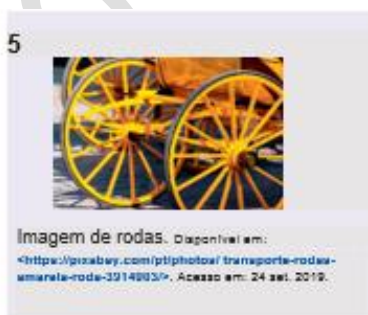 5
Imagem de rodas. Disponível em:
<https://pixabay.com/pt/photos/ transporte-rodas-
amarela-roda-3914903/>. Acesso em: 24 set. 2019.